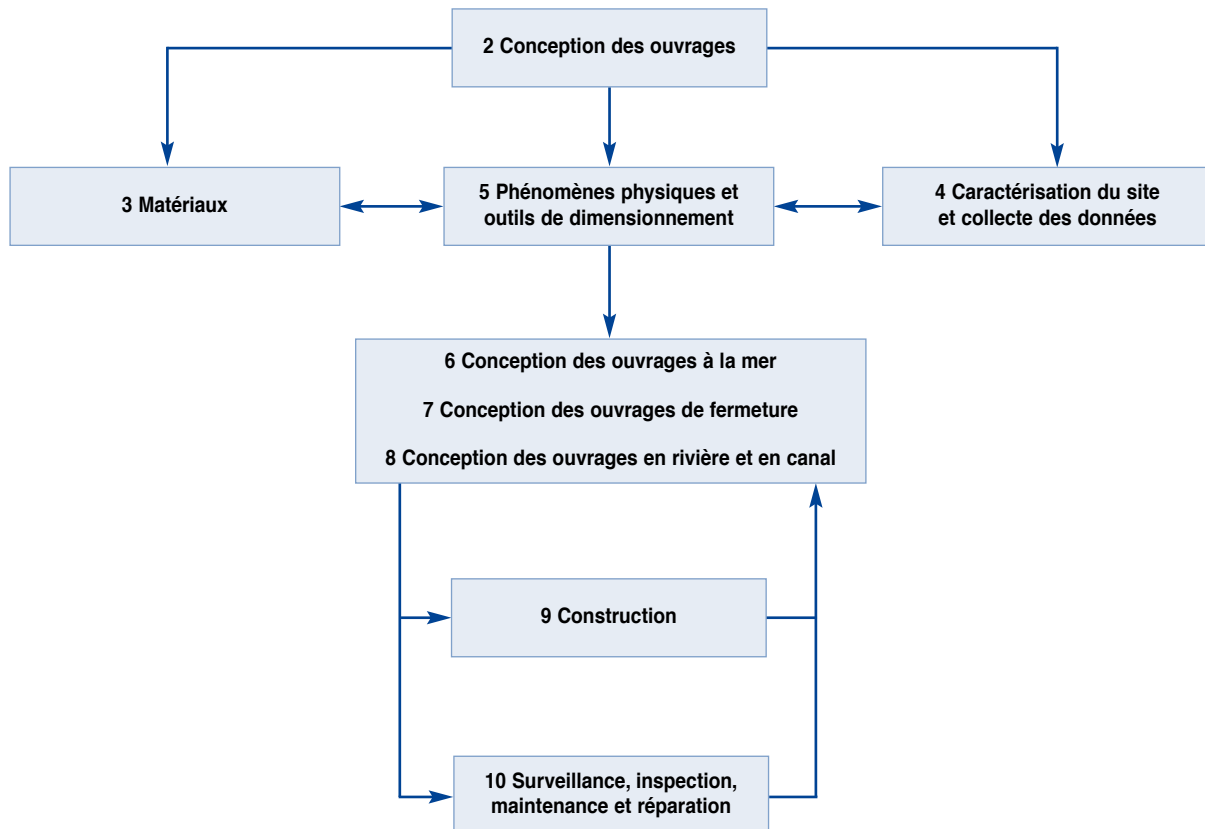 2 Conception des ouvrages
3 Matériaux
5 Phénomènes physiques et
outils de dimensionnement
4 Caractérisation du site
et collecte des données
6 Conception des ouvrages à la mer
7 Conception des ouvrages de fermeture
8 Conception des ouvrages en rivière et en canal
9 Construction
10 Surveillance, inspection,
maintenance et réparation